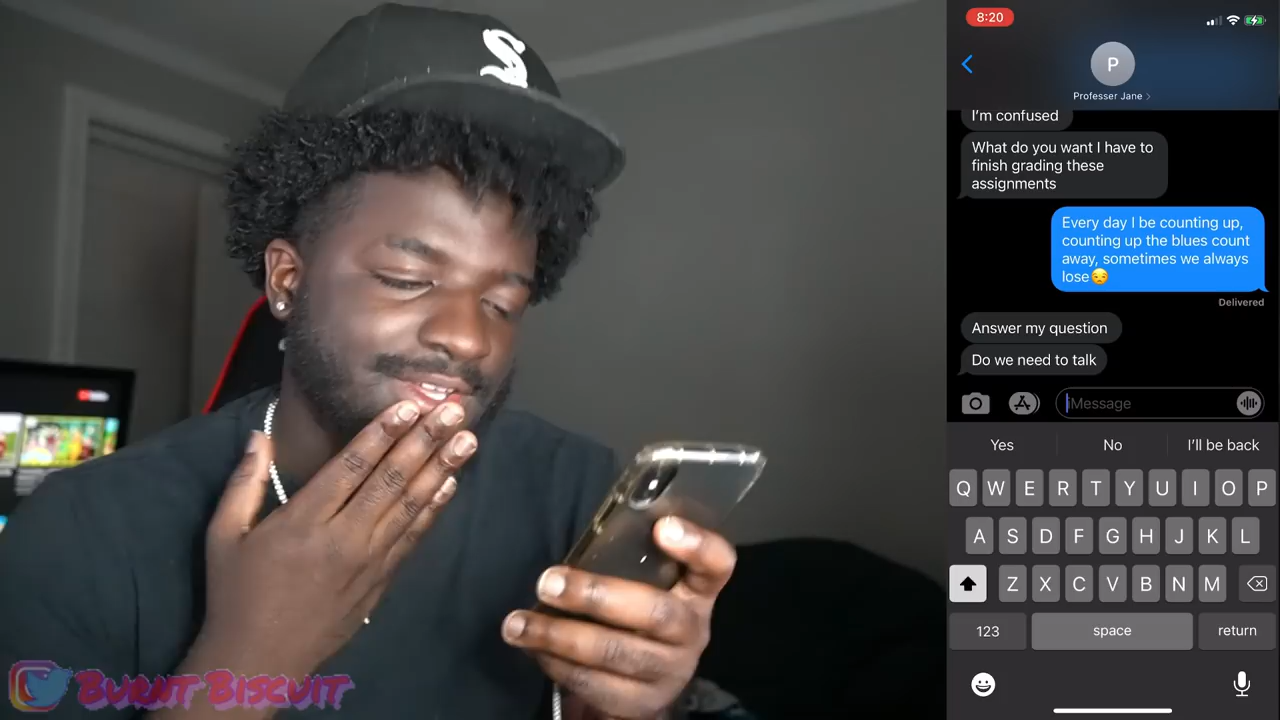 8:20
P
Professer Jane
I'm confused
What do you want I have to
finish grading these
assignments
Every day I be counting up,
counting up the blues count
away, sometimes we always
lose😒
Delivered
Answer my question
Do we need to talk
iMessage
Yes No I'll be back
Q W E R T Y U I O P
A S D F G H J K L
Z X C V B N M
123 space return
S
BURNT BISCUIT